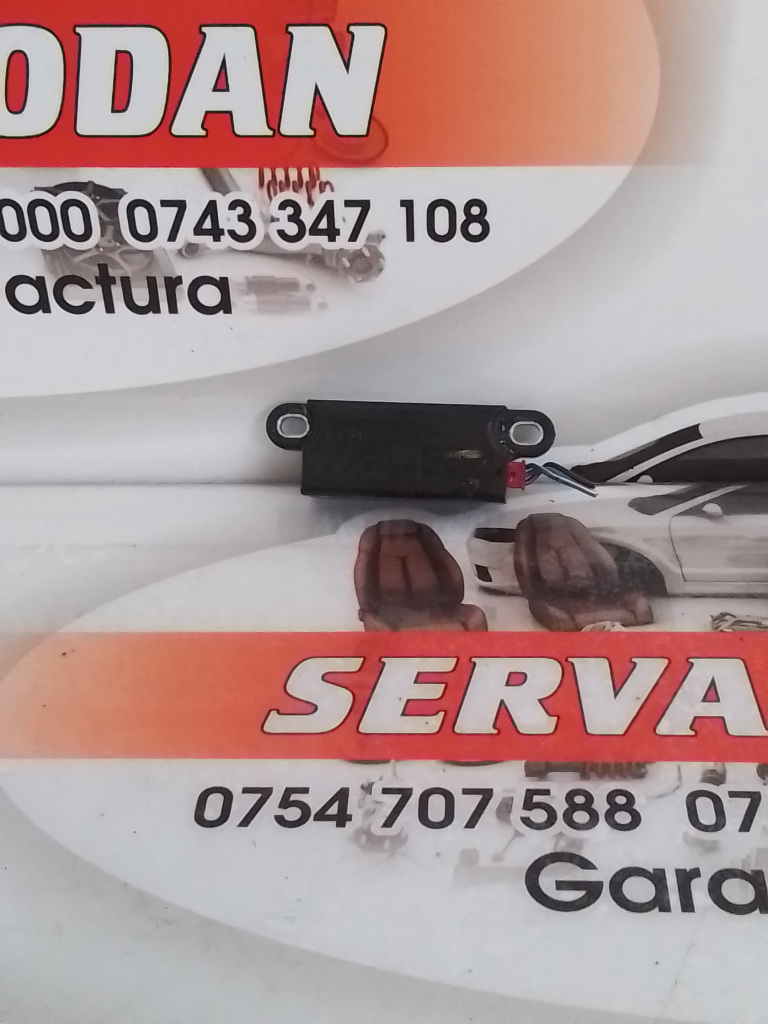 ODAN
000 0743 347 108
actura
SERVA
0754 707 588 07
Gara